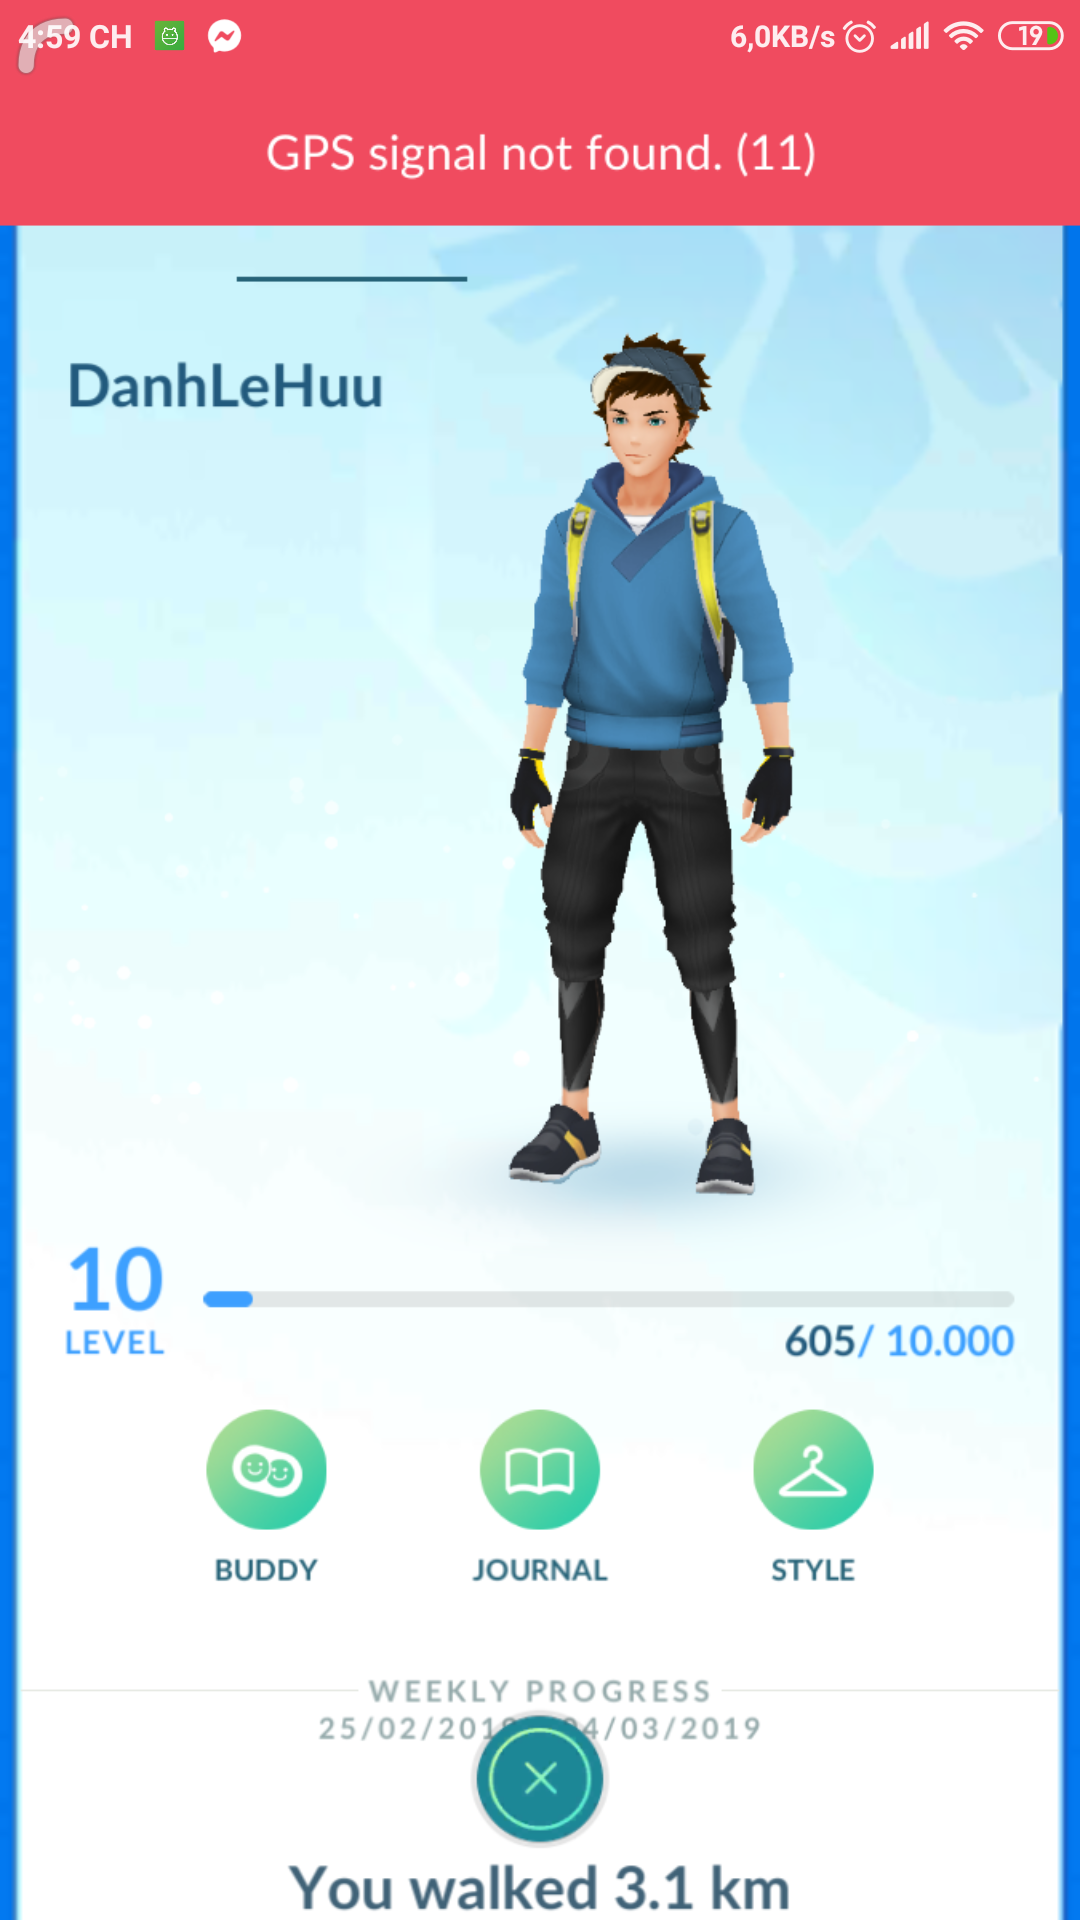 4:59 CH 6,0KB/s 19
GPS signal not found. (11)
DanhLeHuu
10
LEVEL
605/ 10.000
BUDDY JOURNAL STYLE
WEEKLY PROGRESS
25/02/201 4/03/2019
You walked 3.1 km